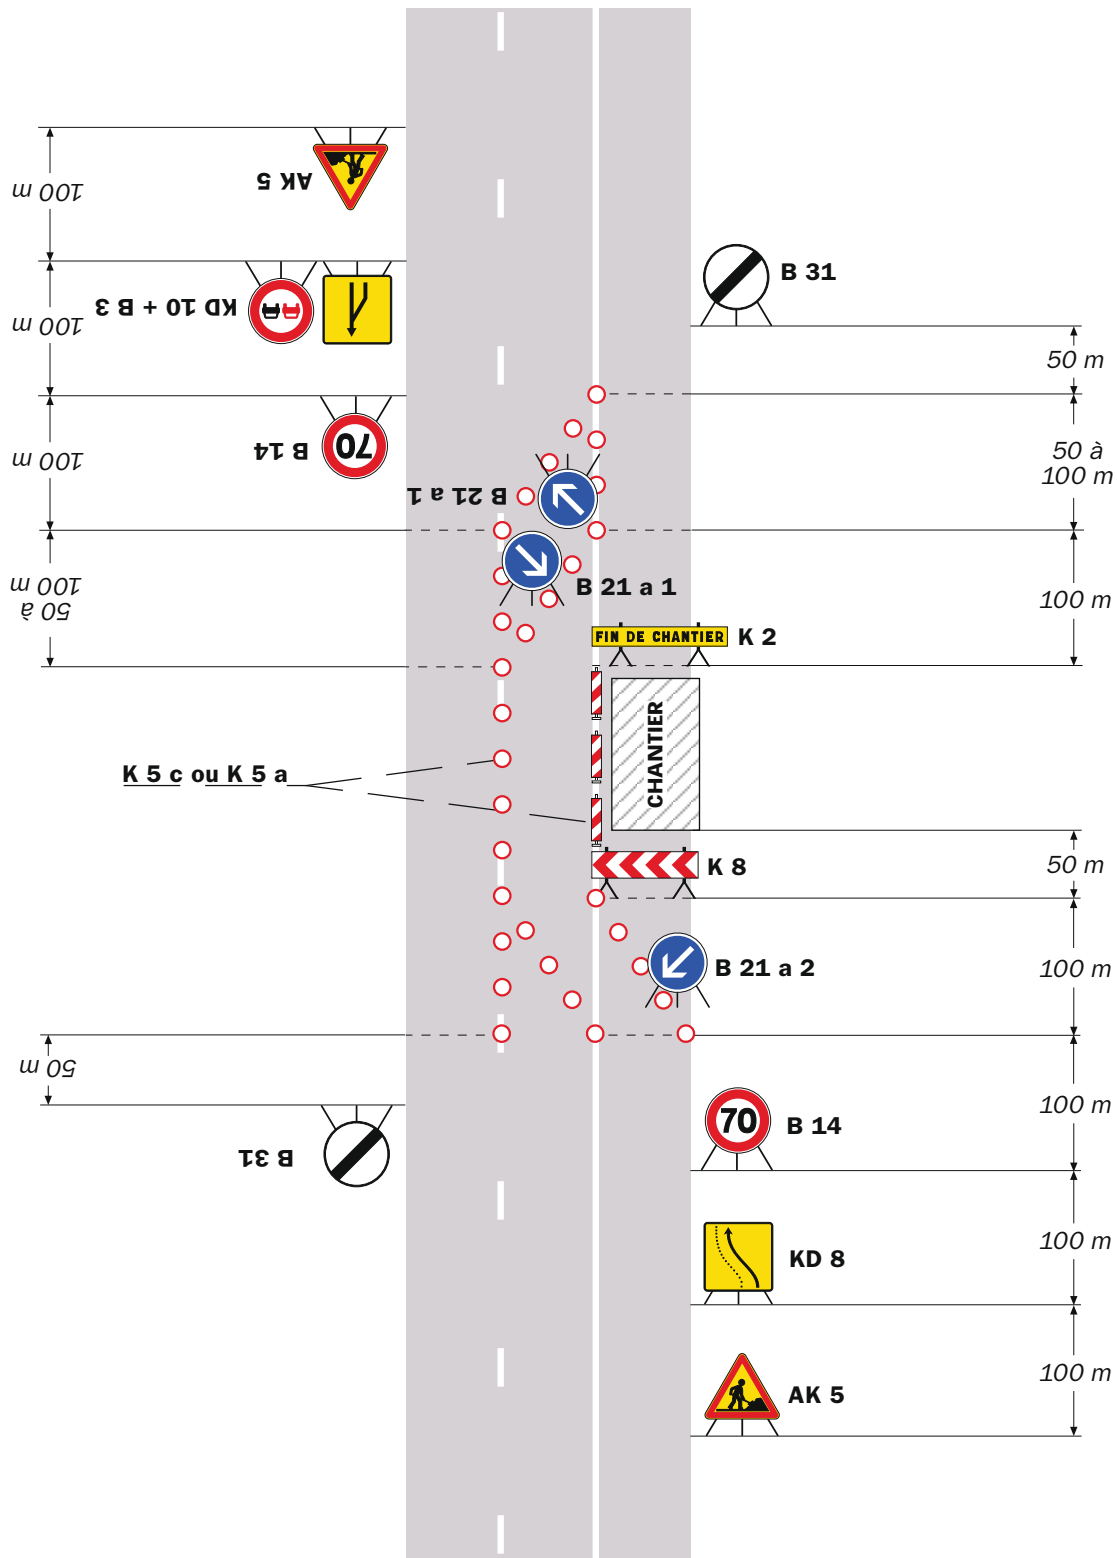 AK 5
100 m
B 31
KD 10 + B 3
100 m
50 m
70
B 14
100 m
50 à
100 m
B 21 a 1
B 21 a 1
50 à
100 m
100 m
FIN DE CHANTIER
K 2
CHANTIER
K 5 c ou K 5 a
K 8
50 m
B 21 a 2
100 m
50 m
70
B 14
100 m
B 31
KD 8
100 m
AK 5
100 m